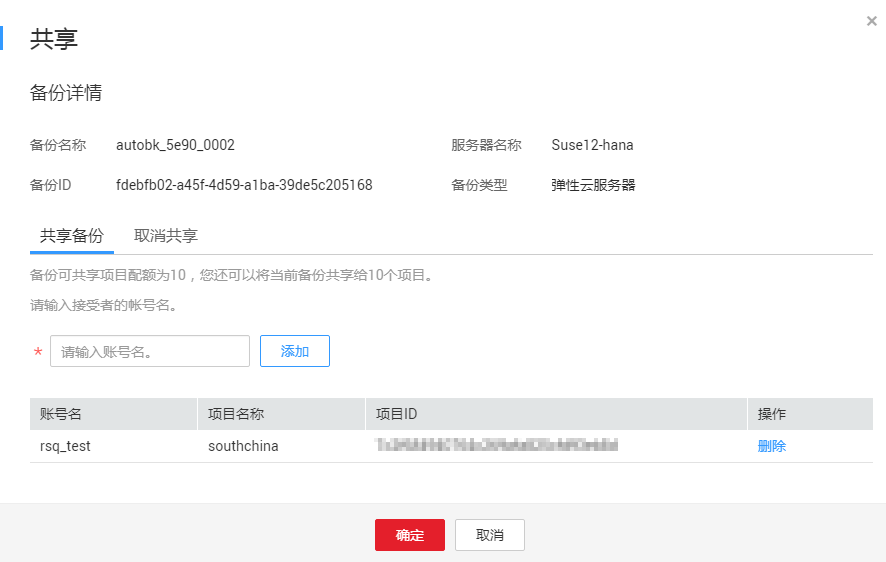 共享
备份详情
备份名称 autobk_5e90_0002 服务器名称 Suse12-hana
备份ID fdebfb02-a45f-4d59-a1ba-39de5c205168 备份类型 弹性云服务器
共享备份 取消共享
备份可共享项目配额为10，您还可以将当前备份共享给10个项目。
请输入接受者的帐号名。
* 请输入账号名。 添加
账号名 项目名称 项目ID 操作
rsq_test southchina 删除
确定 取消